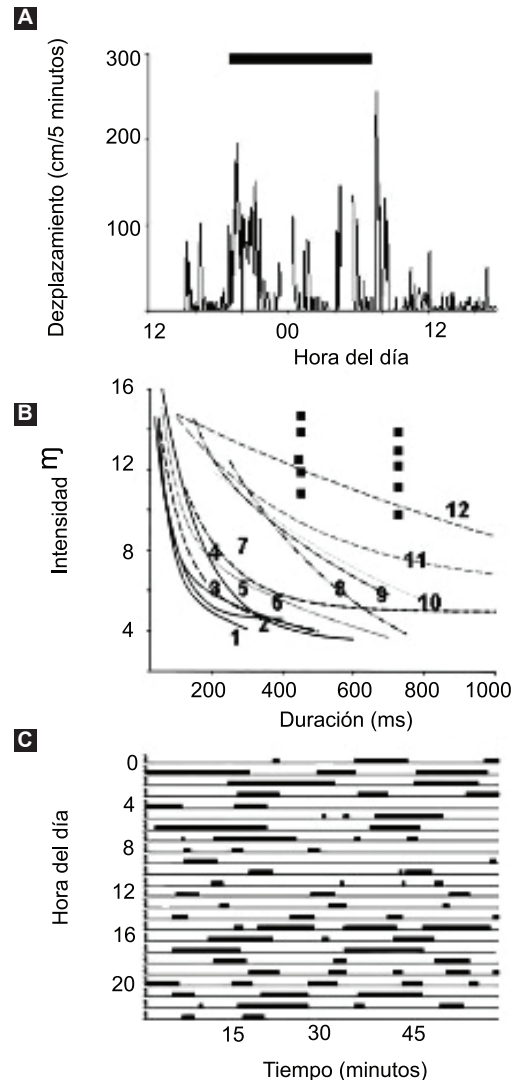 A
Dezplazamiento (cm/5 minutos)
300
200
100
12 00 12
Hora del día
B
Intensidad m
16
12
8
4
1 2 3 4 5 6 7 8 9 10 11 12
200 400 600 800 1000
Duración (ms)
C
Hora del día
0
4
8
12
16
20
15 30 45
Tiempo (minutos)